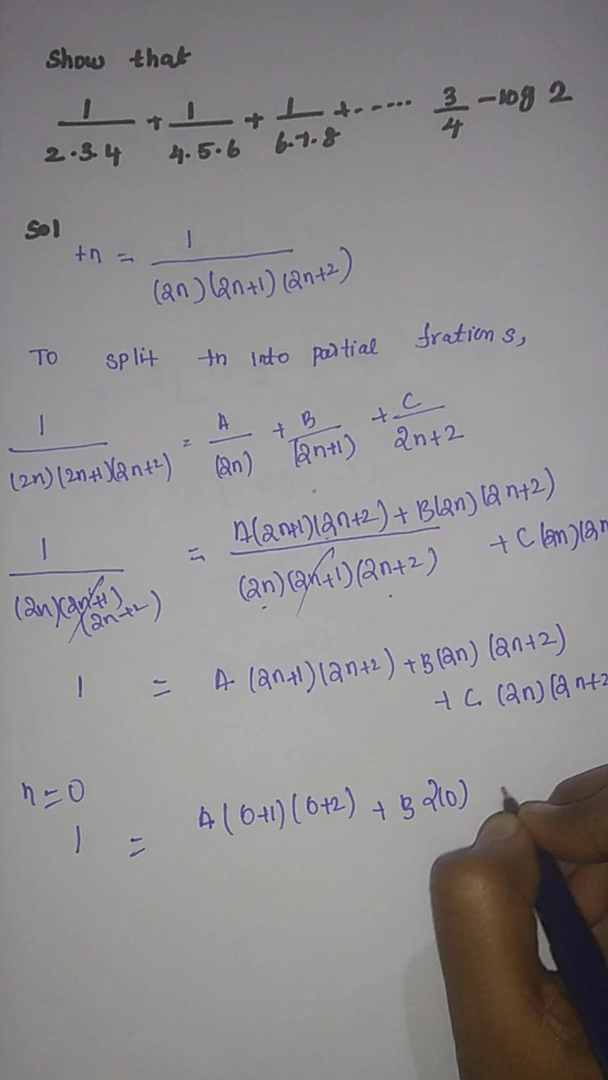 Show that
1/2·3·4 + 1/4·5·6 + 1/6·7·8 + ...... 3/4 - log 2
Sol
tn = 1/(2n)(2n+1)(2n+2)
To split tn into partial frations,
1/(2n)(2n+1)(2n+2) = A/(2n) + B/(2n+1) + C/2n+2
1/(2n)(2n+1)(2n+2) = A(2n+1)(2n+2) + B(2n)(2n+2) + C(2n)(2n/(2n)(2n+1)(2n+2)
1 = A (2n+1)(2n+2) + B(2n) (2n+2)
+ C (2n)(2n+2
n=0
1 = A(0+1)(0+2) + B 2(0)